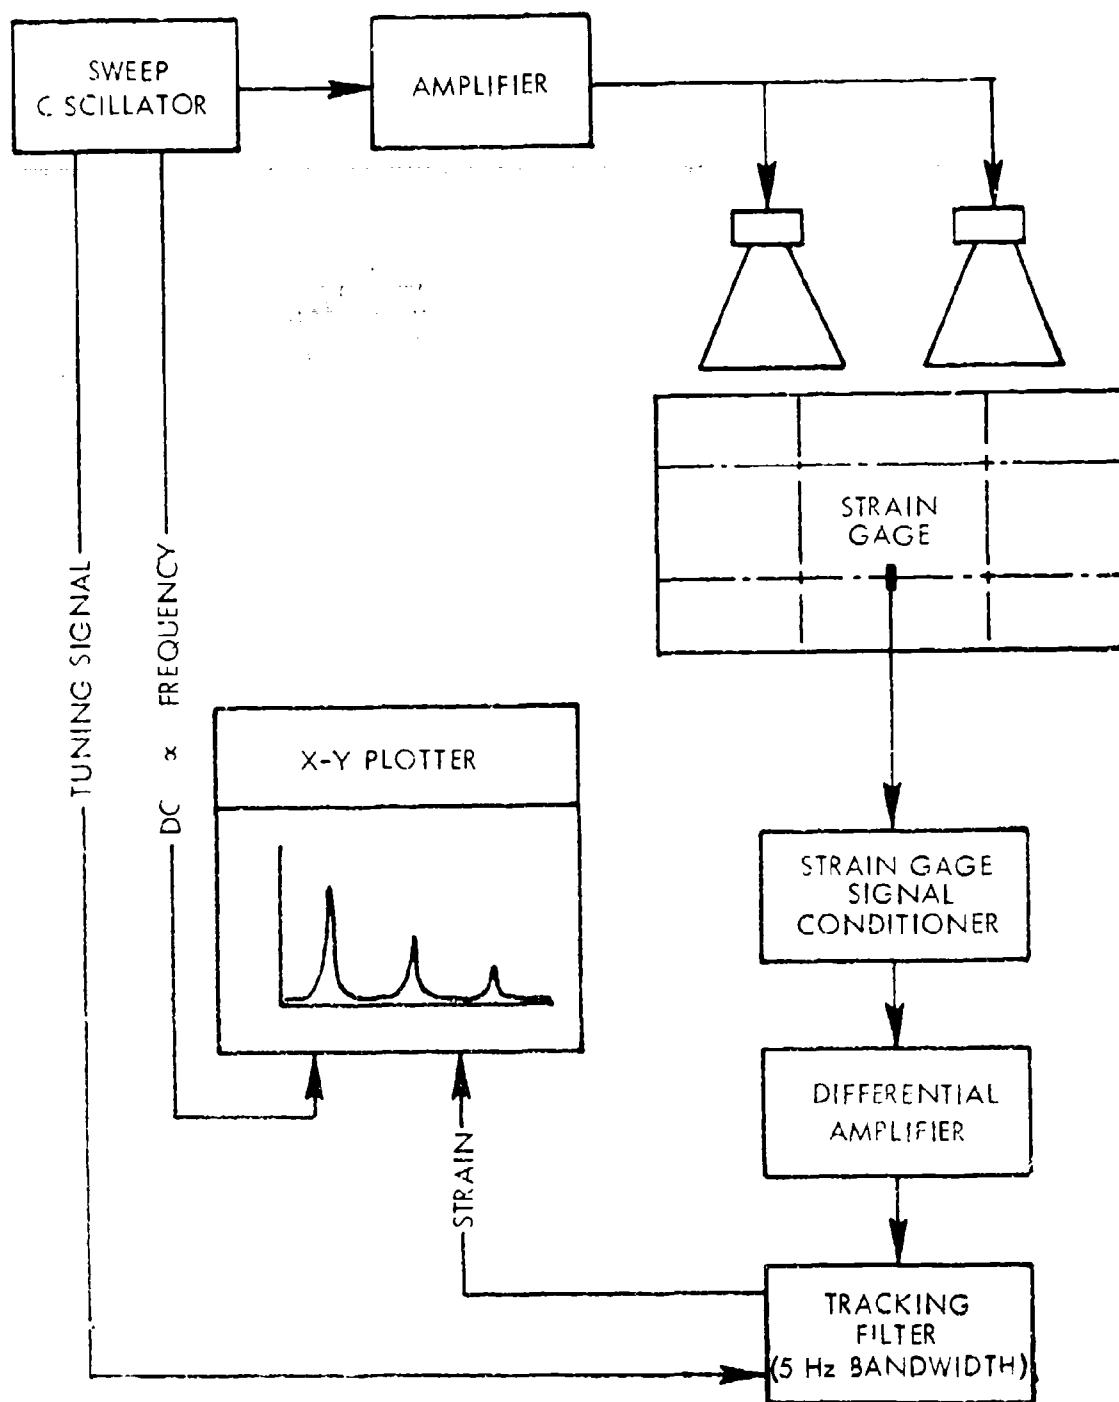 SWEEP
OSCILLATOR
AMPLIFIER
STRAIN
GAGE
TUNING SIGNAL
DC ∝ FREQUENCY
X-Y PLOTTER
STRAIN GAGE
SIGNAL
CONDITIONER
DIFFERENTIAL
AMPLIFIER
STRAIN
TRACKING
FILTER
(5 Hz BANDWIDTH)